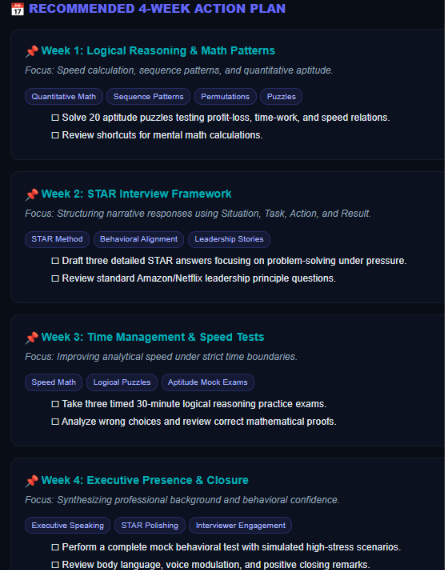 📅 RECOMMENDED 4-WEEK ACTION PLAN
📌 Week 1: Logical Reasoning & Math Patterns
Focus: Speed calculation, sequence patterns, and quantitative aptitude.
Quantitative Math Sequence Patterns Permutations Puzzles
☐ Solve 20 aptitude puzzles testing profit-loss, time-work, and speed relations.
☐ Review shortcuts for mental math calculations.
📌 Week 2: STAR Interview Framework
Focus: Structuring narrative responses using Situation, Task, Action, and Result.
STAR Method Behavioral Alignment Leadership Stories
☐ Draft three detailed STAR answers focusing on problem-solving under pressure.
☐ Review standard Amazon/Netflix leadership principle questions.
📌 Week 3: Time Management & Speed Tests
Focus: Improving analytical speed under strict time boundaries.
Speed Math Logical Puzzles Aptitude Mock Exams
☐ Take three timed 30-minute logical reasoning practice exams.
☐ Analyze wrong choices and review correct mathematical proofs.
📌 Week 4: Executive Presence & Closure
Focus: Synthesizing professional background and behavioral confidence.
Executive Speaking STAR Polishing Interviewer Engagement
☐ Perform a complete mock behavioral test with simulated high-stress scenarios.
☐ Review body language, voice modulation, and positive closing remarks.